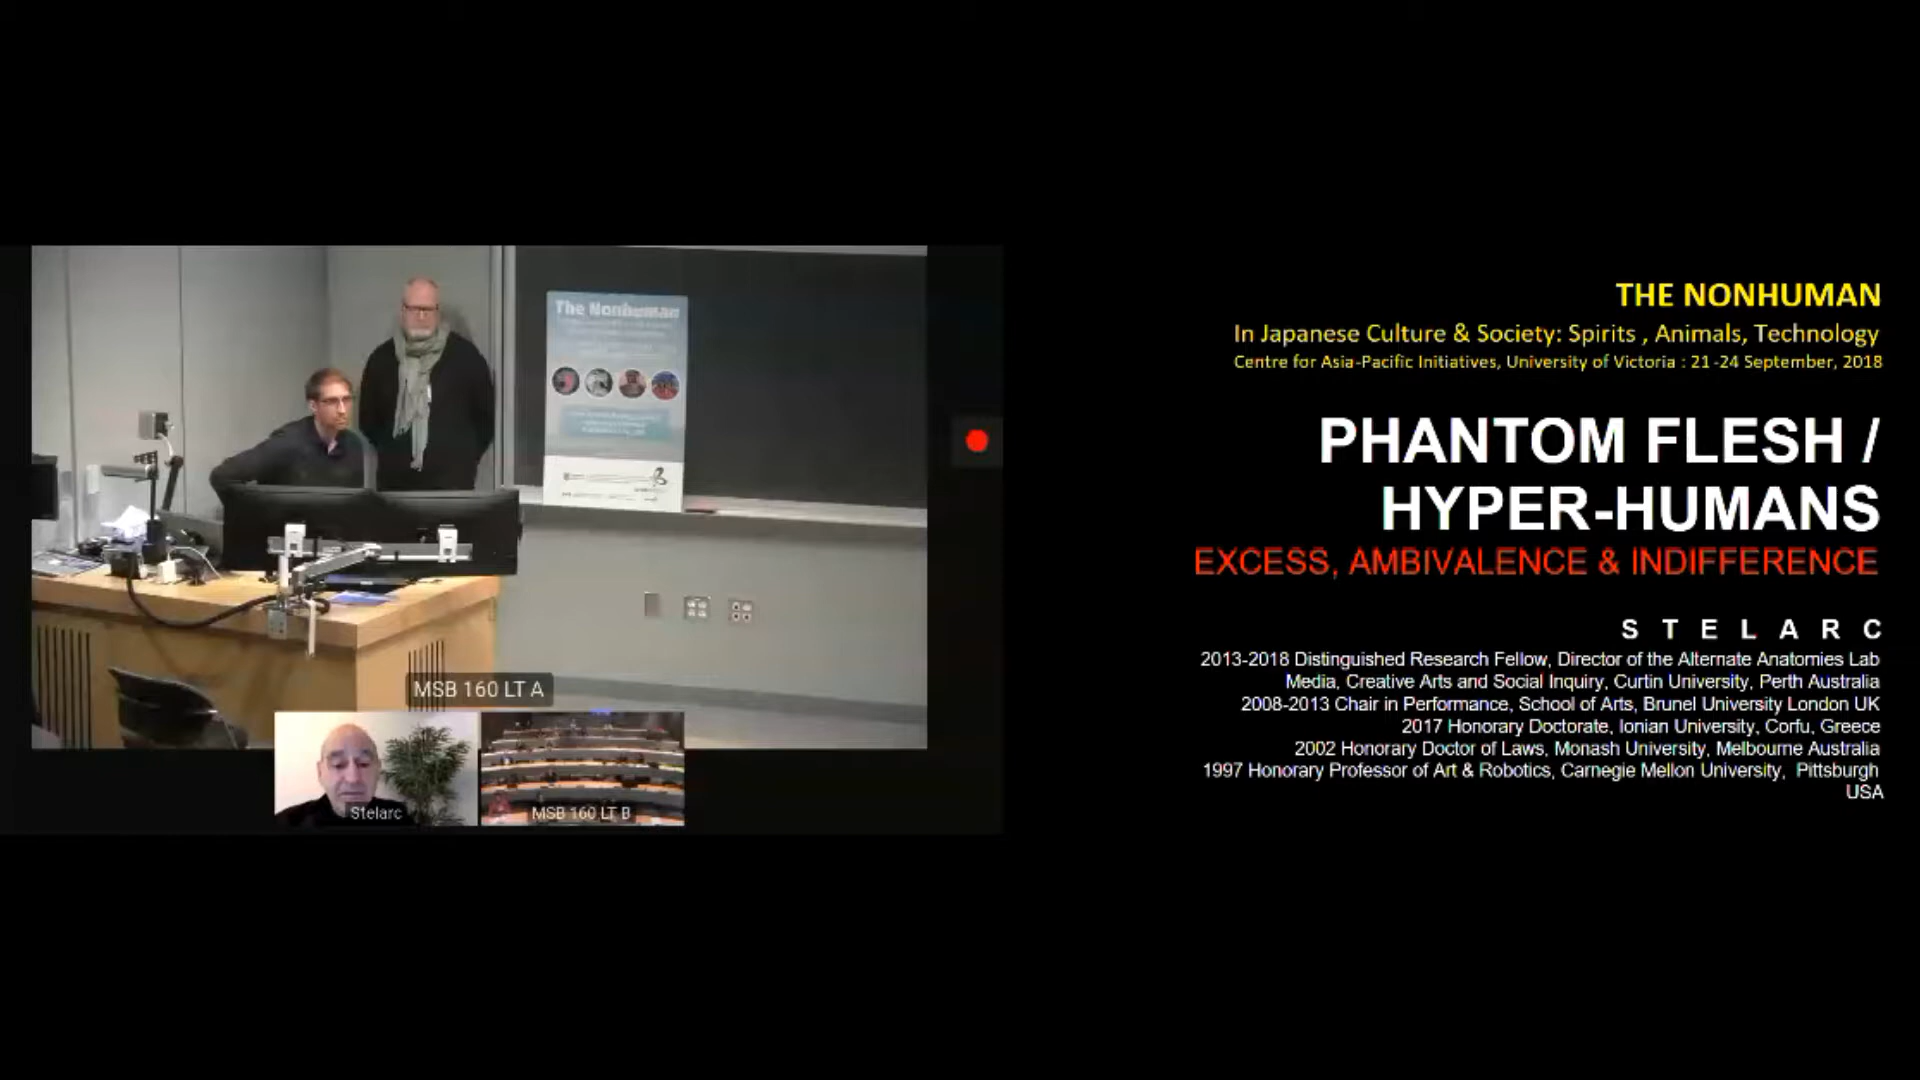 The Nonhuman
MSB 160 LT A
Stelarc
MSB 160 LT B
THE NONHUMAN
In Japanese Culture & Society: Spirits , Animals, Technology
Centre for Asia-Pacific Initiatives, University of Victoria : 21 -24 September, 2018
PHANTOM FLESH /
HYPER-HUMANS
EXCESS, AMBIVALENCE & INDIFFERENCE
S T E L A R C
2013-2018 Distinguished Research Fellow, Director of the Alternate Anatomies Lab
Media, Creative Arts and Social Inquiry, Curtin University, Perth Australia
2008-2013 Chair in Performance, School of Arts, Brunel University London UK
2017 Honorary Doctorate, Ionian University, Corfu, Greece
2002 Honorary Doctor of Laws, Monash University, Melbourne Australia
1997 Honorary Professor of Art & Robotics, Carnegie Mellon University, Pittsburgh
USA